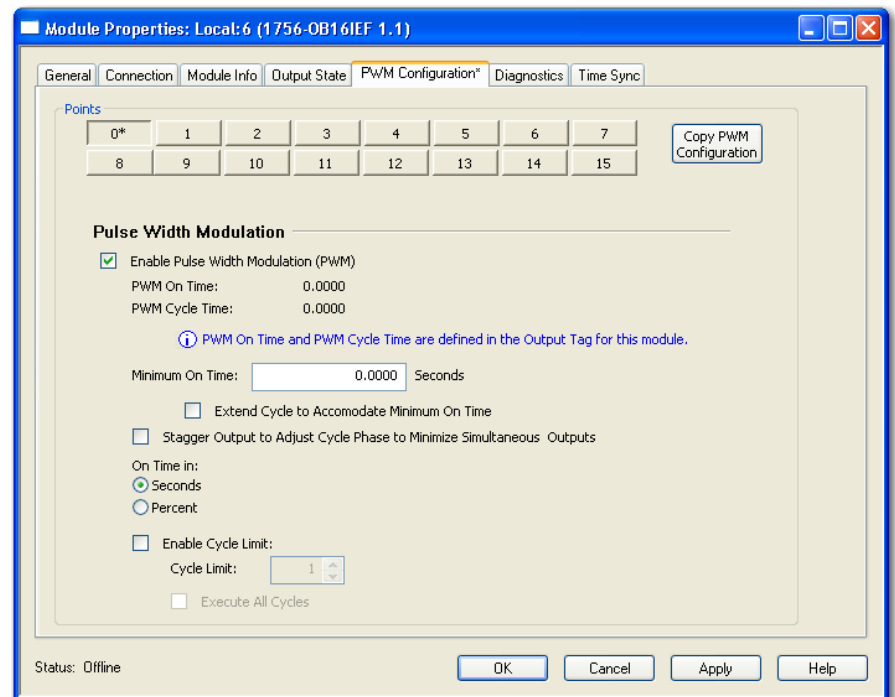 Module Properties: Local:6 (1756-OB16IEF 1.1)
General Connection Module Info Output State PWM Configuration* Diagnostics Time Sync
Points
0* 1 2 3 4 5 6 7
8 9 10 11 12 13 14 15
Copy PWM
Configuration
Pulse Width Modulation
Enable Pulse Width Modulation (PWM)
PWM On Time: 0.0000
PWM Cycle Time: 0.0000
PWM On Time and PWM Cycle Time are defined in the Output Tag for this module.
Minimum On Time: 0.0000 Seconds
Extend Cycle to Accomodate Minimum On Time
Stagger Output to Adjust Cycle Phase to Minimize Simultaneous Outputs
On Time in:
Seconds
Percent
Enable Cycle Limit:
Cycle Limit: 1
Execute All Cycles
Status: Offline OK Cancel Apply Help